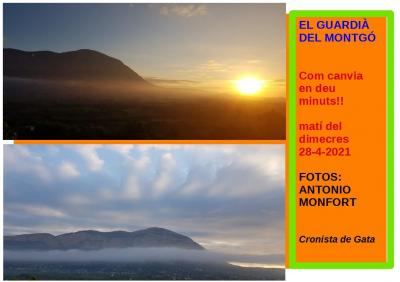 EL GUARDIÀ
DEL MONTGÓ
Com canvia
en deu
minuts!!
matí del
dimecres
28-4-2021
FOTOS:
ANTONIO
MONFORT
Cronista de Gata